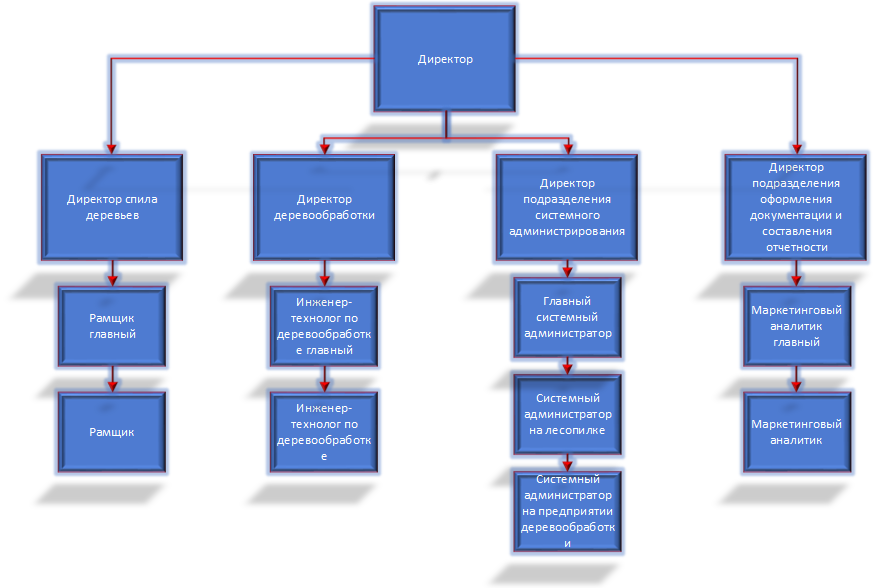 Директор
Директор спила
деревьев
Директор
деревообработки
Директор
подразделения
системного
администрирования
Директор
подразделения
оформления
документации и
составления
отчетности
Рамщик
главный
Инженер-
технолог по
деревообработк
е главный
Главный
системный
администратор
Маркетинговый
аналитик
главный
Рамщик
Инженер-
технолог по
деревообработк
е
Системный
администратор
на лесопилке
Маркетинговый
аналитик
Системный
администратор
на предприятии
деревообработк
и